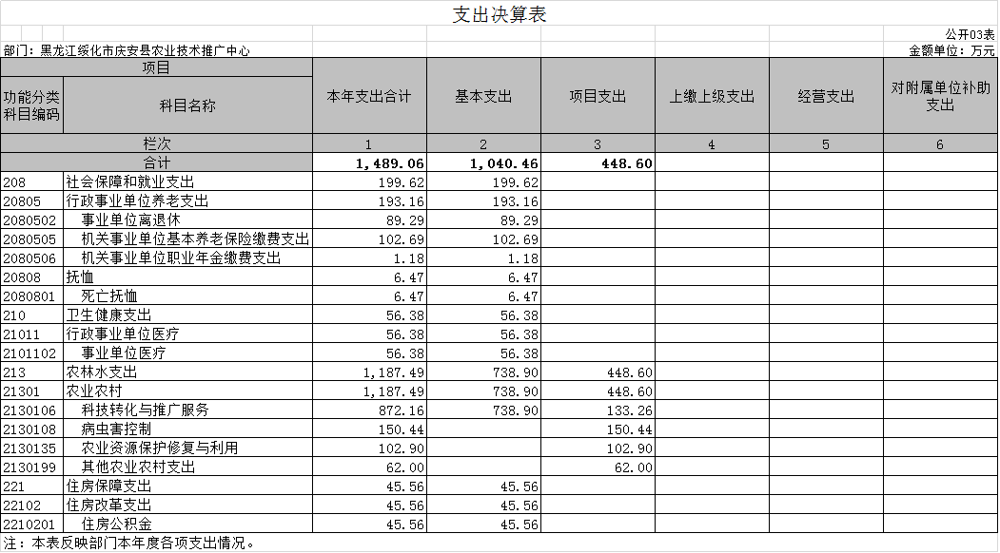 支出决算表
公开03表
部门：黑龙江绥化市庆安县农业技术推广中心 金额单位：万元
项目 本年支出合计 基本支出 项目支出 上缴上级支出 经营支出 对附属单位补助支出
功能分类科目编码 科目名称
栏次 1 2 3 4 5 6
合计 1,489.06 1,040.46 448.60
208 社会保障和就业支出 199.62 199.62
20805 行政事业单位养老支出 193.16 193.16
2080502 事业单位离退休 89.29 89.29
2080505 机关事业单位基本养老保险缴费支出 102.69 102.69
2080506 机关事业单位职业年金缴费支出 1.18 1.18
20808 抚恤 6.47 6.47
2080801 死亡抚恤 6.47 6.47
210 卫生健康支出 56.38 56.38
21011 行政事业单位医疗 56.38 56.38
2101102 事业单位医疗 56.38 56.38
213 农林水支出 1,187.49 738.90 448.60
21301 农业农村 1,187.49 738.90 448.60
2130106 科技转化与推广服务 872.16 738.90 133.26
2130108 病虫害控制 150.44 150.44
2130135 农业资源保护修复与利用 102.90 102.90
2130199 其他农业农村支出 62.00 62.00
221 住房保障支出 45.56 45.56
22102 住房改革支出 45.56 45.56
2210201 住房公积金 45.56 45.56
注：本表反映部门本年度各项支出情况。